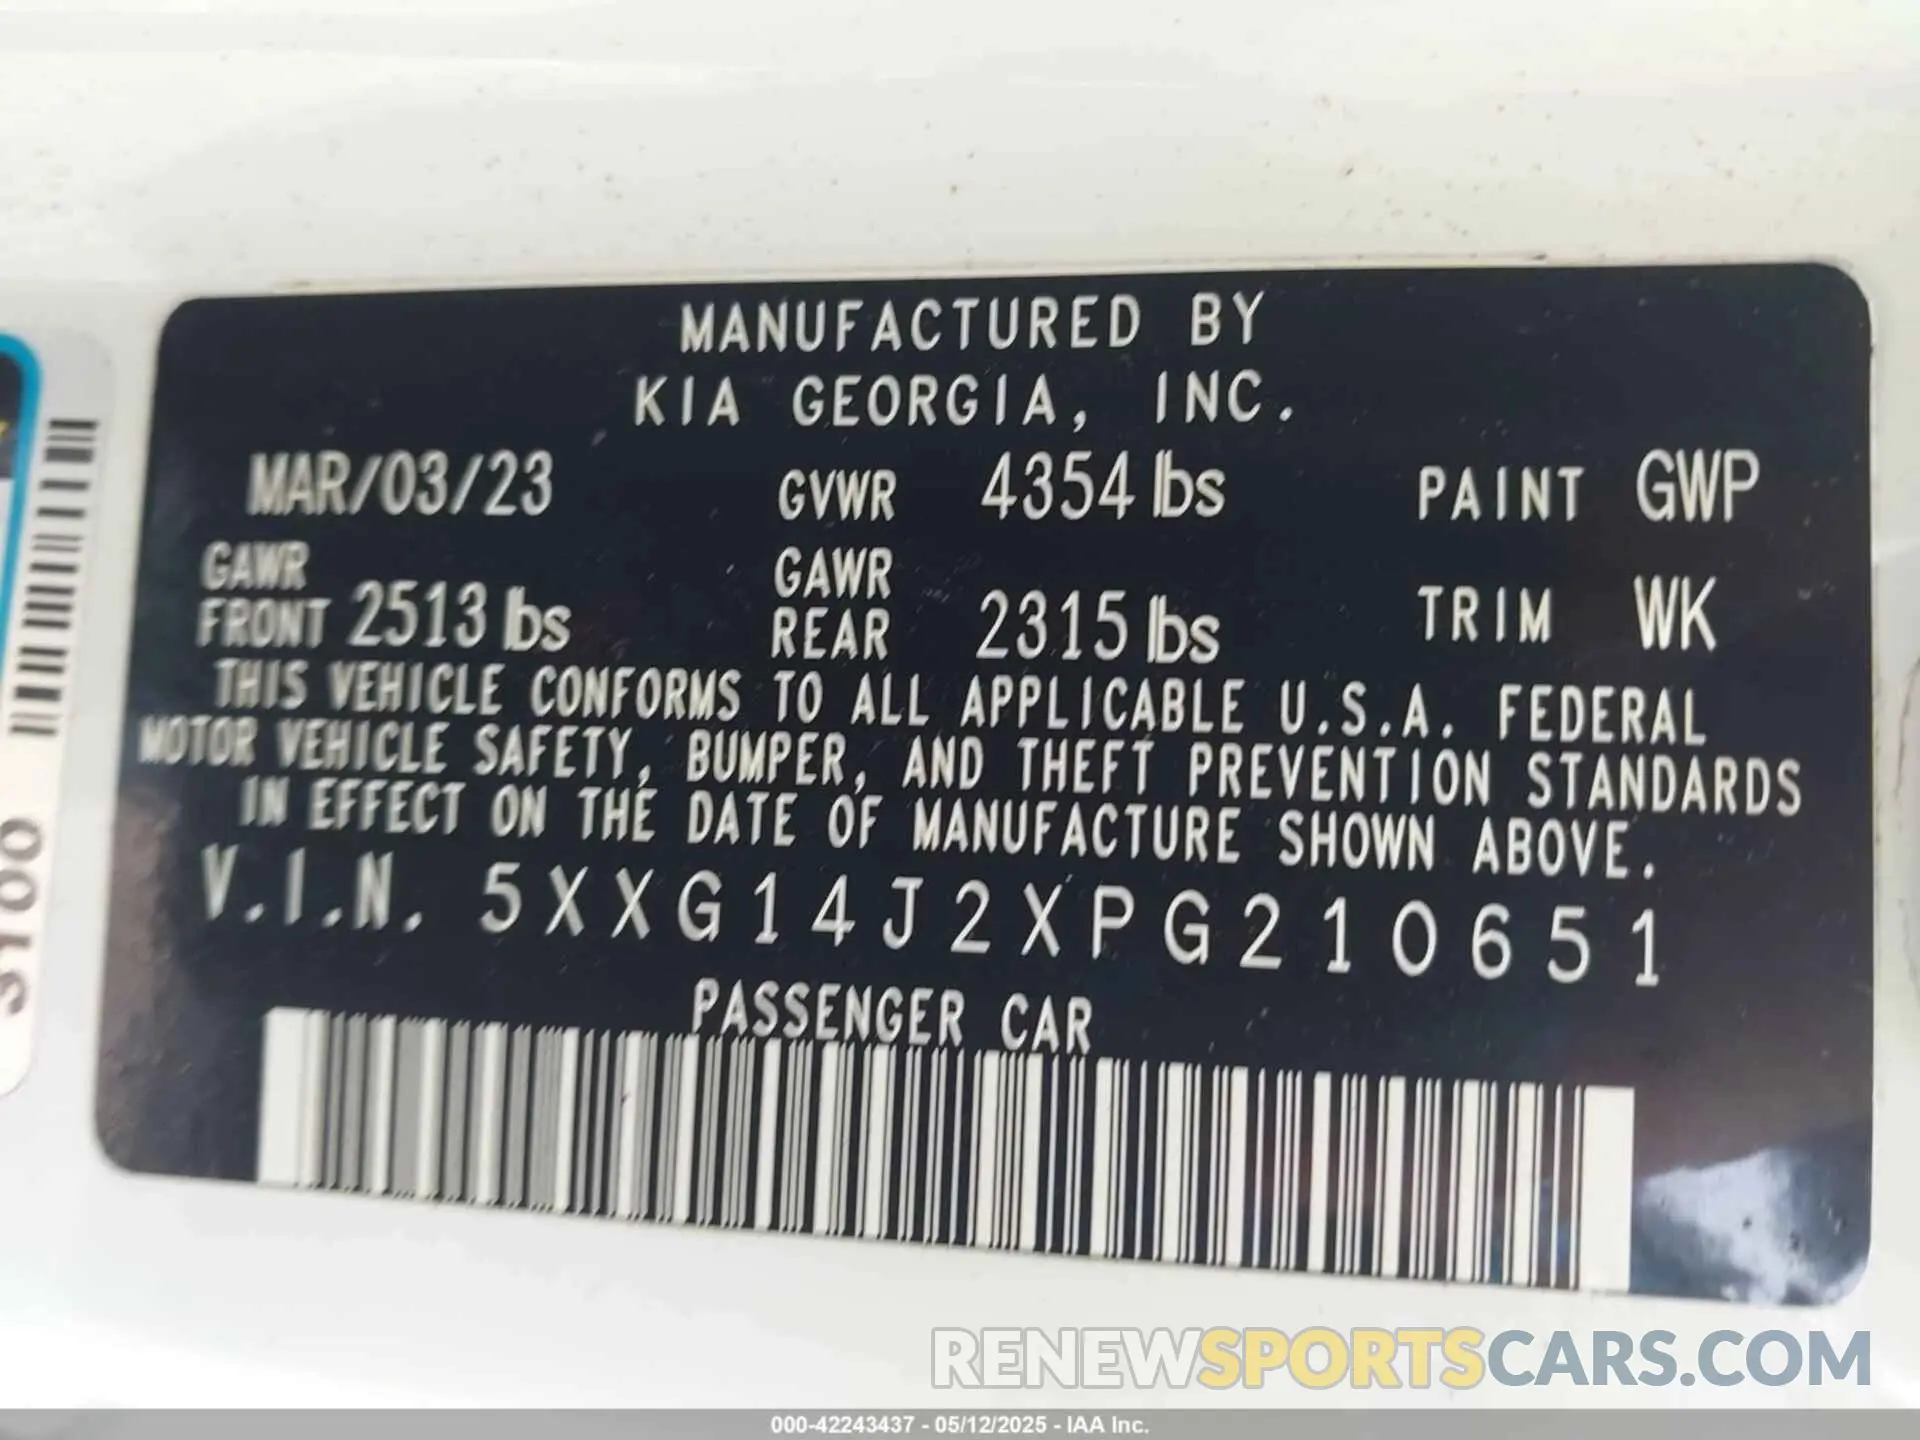 MANUFACTURED BY
KIA GEORGIA, INC.
MAR/03/23 GVWR 4354 lbs PAINT GWP
GAWR FRONT 2513 lbs GAWR REAR 2315 lbs TRIM WK
THIS VEHICLE CONFORMS TO ALL APPLICABLE U.S.A. FEDERAL
MOTOR VEHICLE SAFETY, BUMPER, AND THEFT PREVENTION STANDARDS
IN EFFECT ON THE DATE OF MANUFACTURE SHOWN ABOVE.
V.I.N. 5XXG14J2XPG210651
PASSENGER CAR
RENEWSPORTSCARS.COM
000-42243437 - 05/12/2025 - IAA Inc.